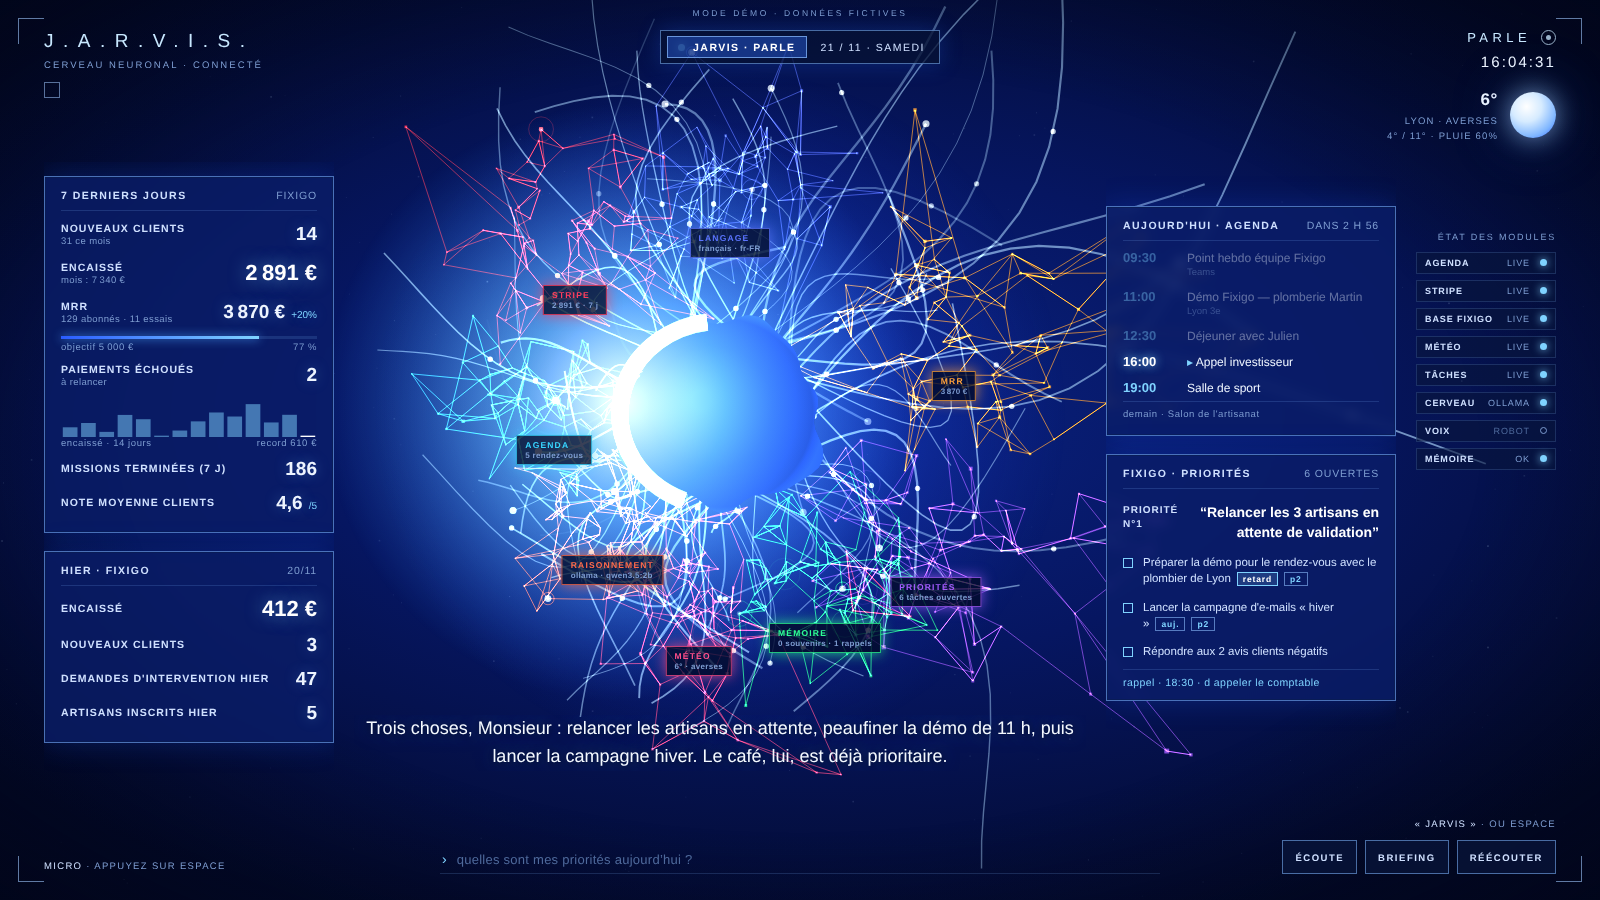 MODE DÉMO · DONNÉES FICTIVES
J.A.R.V.I.S.
CERVEAU NEURONAL · CONNECTÉ
JARVIS · PARLE
21 / 11 · SAMEDI
PARLE
16:04:31
6°
LYON · AVERSES
4° / 11° · PLUIE 60%
7 DERNIERS JOURS FIXIGO
NOUVEAUX CLIENTS 14
31 ce mois
ENCAISSÉ 2 891 €
mois : 7 340 €
MRR 3 870 € +20%
129 abonnés · 11 essais
objectif 5 000 € 77 %
PAIEMENTS ÉCHOUÉS 2
à relancer
encaissé · 14 jours record 610 €
MISSIONS TERMINÉES (7 J) 186
NOTE MOYENNE CLIENTS 4,6 /5
HIER · FIXIGO 20/11
ENCAISSÉ 412 €
NOUVEAUX CLIENTS 3
DEMANDES D'INTERVENTION HIER 47
ARTISANS INSCRITS HIER 5
LANGAGE
français · fr-FR
STRIPE
2 891 € · 7 j
MRR
3 870 €
AGENDA
5 rendez-vous
RAISONNEMENT
ollama · qwen3.5:2b
PRIORITÉS
6 tâches ouvertes
MÉMOIRE
0 souvenirs · 1 rappels
MÉTÉO
6° · averses
AUJOURD'HUI · AGENDA DANS 2 H 56
09:30 Point hebdo équipe Fixigo
Teams
11:00 Démo Fixigo — plomberie Martin
Lyon 3e
12:30 Déjeuner avec Julien
16:00 ▸ Appel investisseur
19:00 Salle de sport
demain · Salon de l'artisanat
FIXIGO · PRIORITÉS 6 OUVERTES
PRIORITÉ N°1
“Relancer les 3 artisans en
attente de validation”
Préparer la démo pour le rendez-vous avec le
plombier de Lyon retard p2
Lancer la campagne d'e-mails « hiver
» auj. p2
Répondre aux 2 avis clients négatifs
rappel · 18:30 · d appeler le comptable
ÉTAT DES MODULES
AGENDA LIVE
STRIPE LIVE
BASE FIXIGO LIVE
MÉTÉO LIVE
TÂCHES LIVE
CERVEAU OLLAMA
VOIX ROBOT
MÉMOIRE OK
Trois choses, Monsieur : relancer les artisans en attente, peaufiner la démo de 11 h, puis
lancer la campagne hiver. Le café, lui, est déjà prioritaire.
MICRO · APPUYEZ SUR ESPACE
› quelles sont mes priorités aujourd'hui ?
« JARVIS » · OU ESPACE
ÉCOUTE
BRIEFING
RÉÉCOUTER